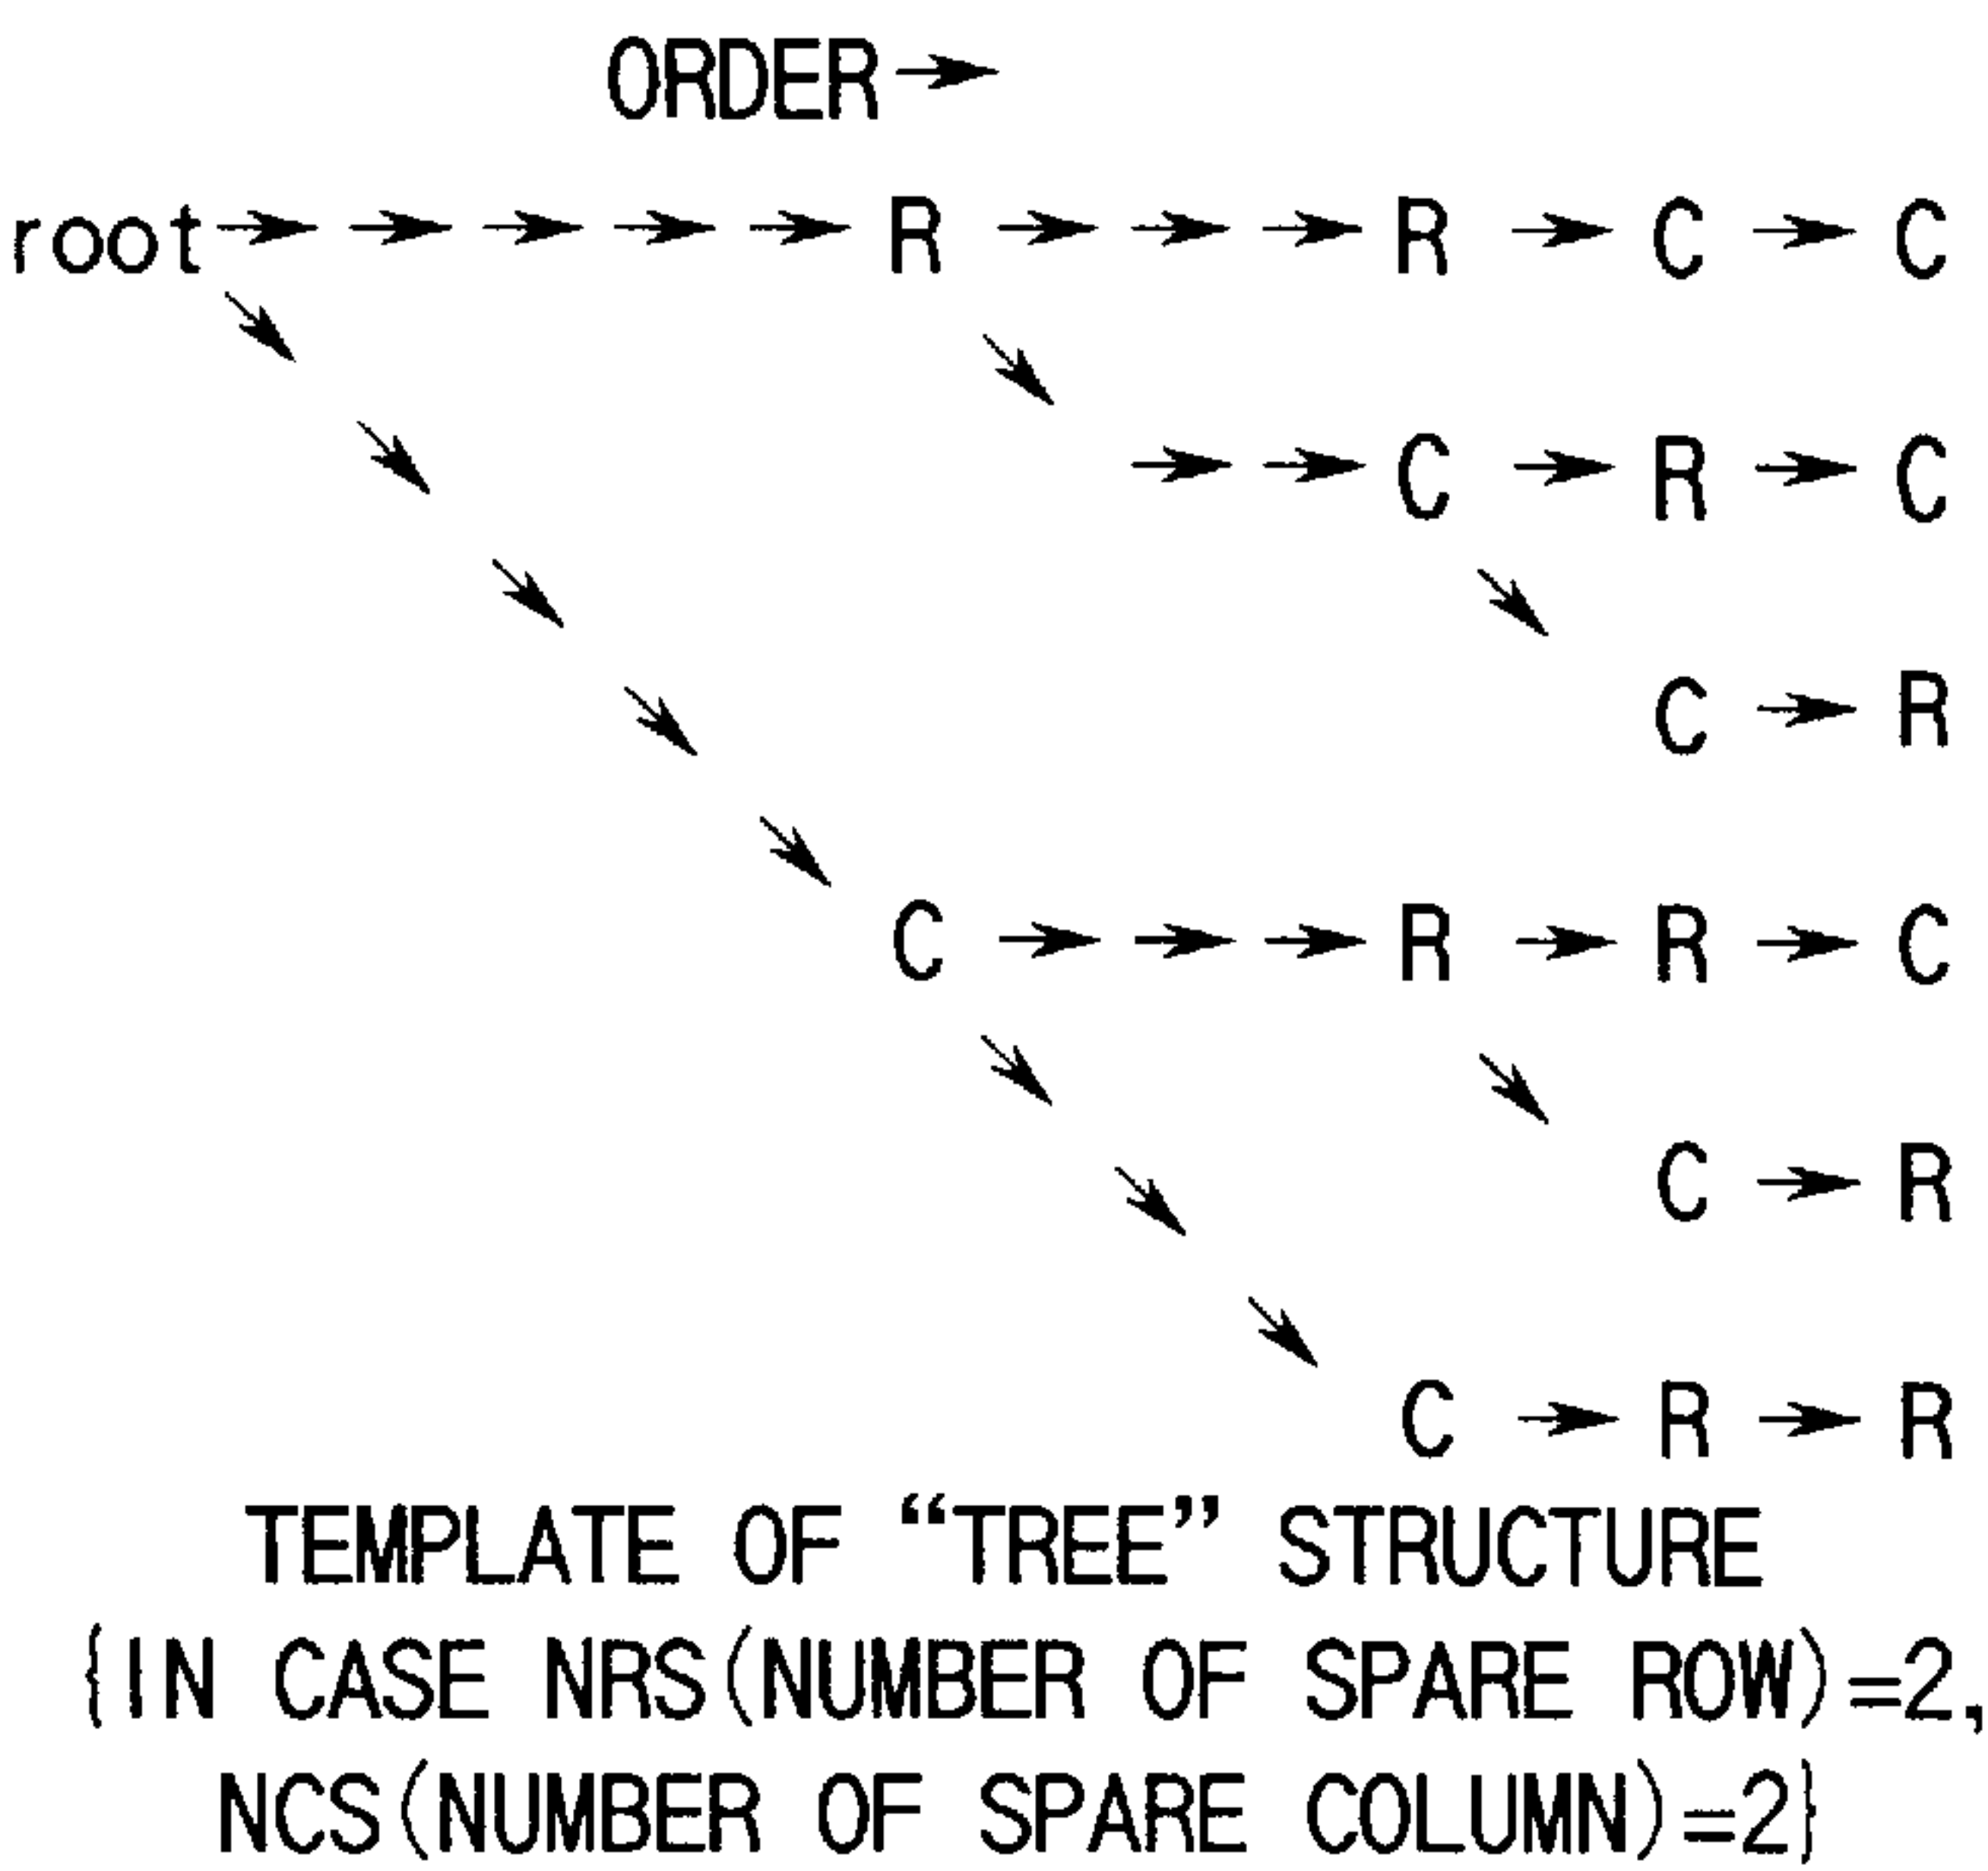 ORDER→
root→→→→→R→→→R→C→C
→→C→R→C
C→R
C→→→R→R→C
C→R
C→R→R
TEMPLATE OF “TREE” STRUCTURE
{IN CASE NRS(NUMBER OF SPARE ROW)=2,
NCS(NUMBER OF SPARE COLUMN)=2}